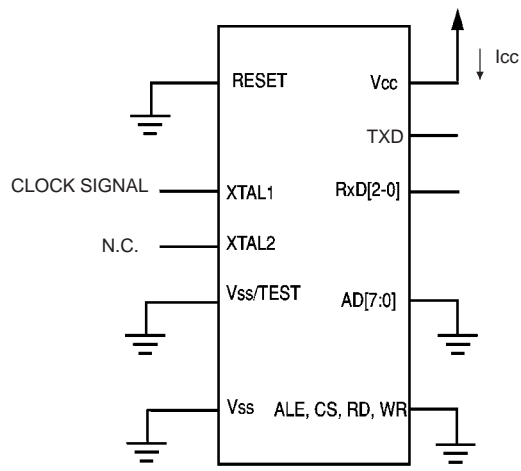 Icc
RESET
Vcc
TXD
CLOCK SIGNAL
XTAL1
RxD[2-0]
N.C.
XTAL2
Vss/TEST
AD[7:0]
Vss
ALE, CS, RD, WR